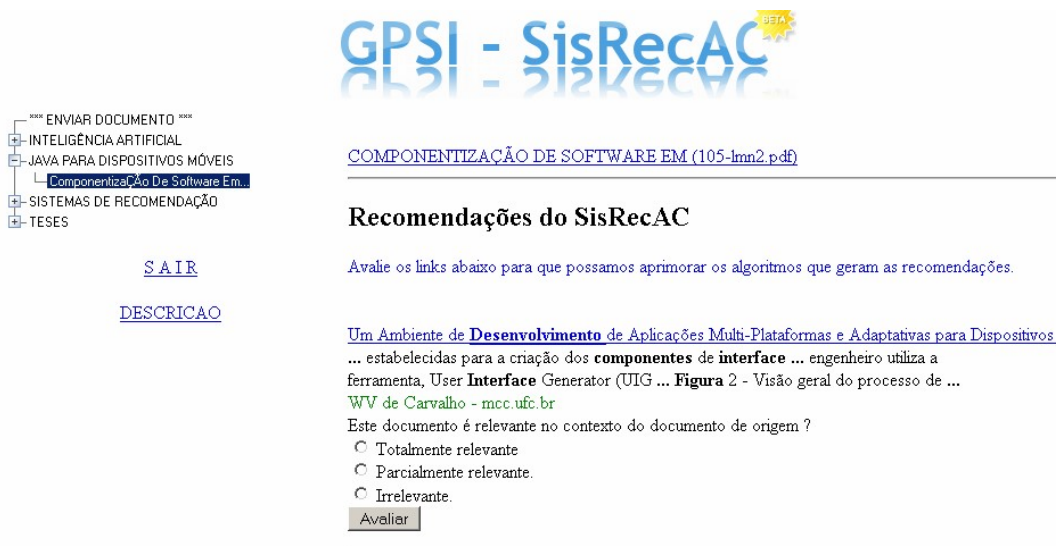 GPSI - SisRecAC
BETA
*** ENVIAR DOCUMENTO ***
INTELIGÊNCIA ARTIFICIAL
JAVA PARA DISPOSITIVOS MÓVEIS
ComponentizaÇÃo De Software Em...
SISTEMAS DE RECOMENDAÇÃO
TESES
S A I R
DESCRICAO
COMPONENTIZAÇÃO DE SOFTWARE EM (105-lmn2.pdf)
Recomendações do SisRecAC
Avalie os links abaixo para que possamos aprimorar os algoritmos que geram as recomendações.
Um Ambiente de Desenvolvimento de Aplicações Multi-Plataformas e Adaptativas para Dispositivos
... estabelecidas para a criação dos componentes de interface ... engenheiro utiliza a
ferramenta, User Interface Generator (UIG ... Figura 2 - Visão geral do processo de ...
WV de Carvalho - mcc.ufc.br
Este documento é relevante no contexto do documento de origem ?
Totalmente relevante
Parcialmente relevante.
Irrelevante.
Avaliar